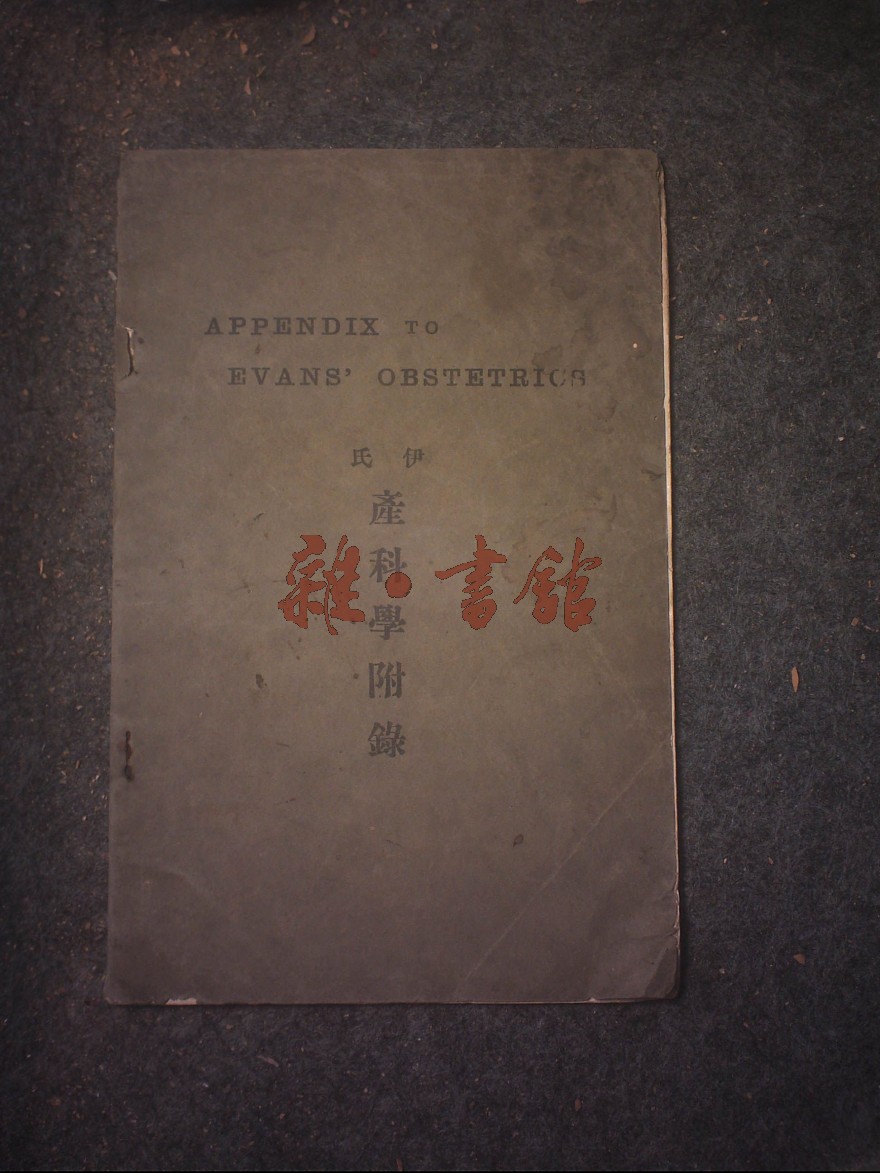 APPENDIX TO
EVANS' OBSTETRICS
氏 伊
產科學附錄
雜·書館